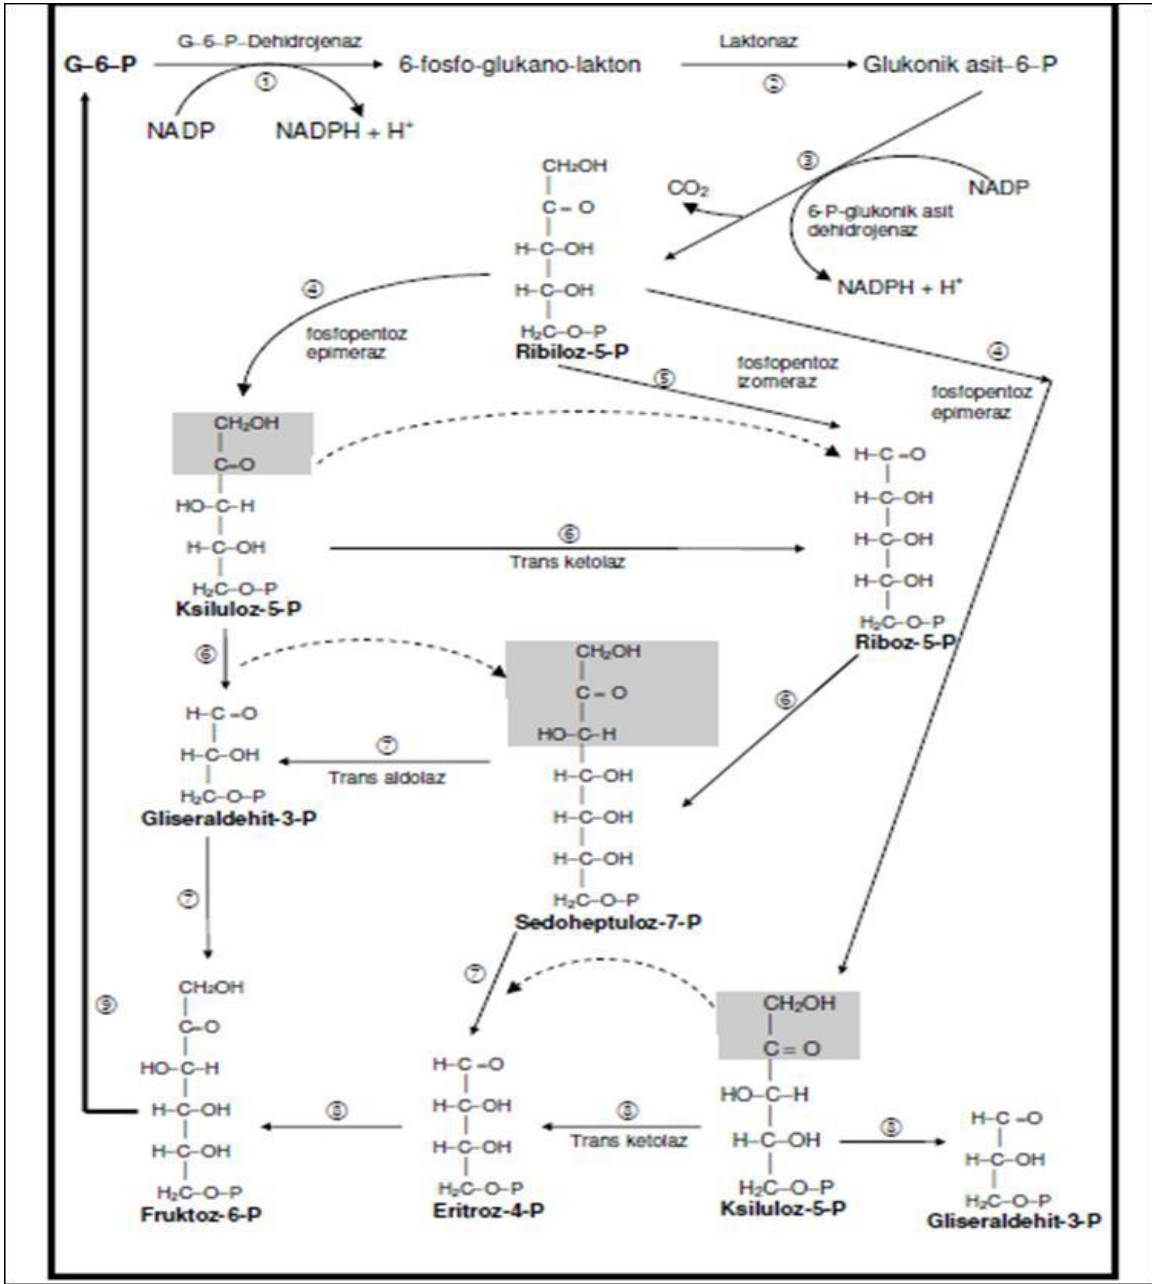 G-6-P-Dehidrojenaz
Laktonaz
G-6-P
6-fosfo-glukano-lakton
Glukonik asit-6-P
①
②
NADP
NADPH + H⁺
③
CO₂
NADP
6-P-glukonik asit
dehidrojenaz
NADPH + H⁺
CH₂OH
C=O
H-C-OH
H-C-OH
H₂C-O-P
Ribiloz-5-P
④
fosfopentoz
epimeraz
⑤
fosfopentoz
izomeraz
④
fosfopentoz
epimeraz
CH₂OH
C=O
HO-C-H
H-C-OH
H₂C-O-P
Ksiluloz-5-P
⑥
Trans ketolaz
H-C=O
H-C-OH
H-C-OH
H-C-OH
H₂C-O-P
Riboz-5-P
⑥
⑥
H-C=O
H-C-OH
H₂C-O-P
Gliseraldehit-3-P
⑦
Trans aldolaz
CH₂OH
C=O
HO-C-H
H-C-OH
H-C-OH
H-C-OH
H₂C-O-P
Sedoheptuloz-7-P
⑦
⑦
⑨
CH₂OH
C=O
HO-C-H
H-C-OH
H-C-OH
H₂C-O-P
Fruktoz-6-P
⑧
H-C=O
H-C-OH
H-C-OH
H₂C-O-P
Eritroz-4-P
⑧
Trans ketolaz
CH₂OH
C=O
HO-C-H
H-C-OH
H₂C-O-P
Ksiluloz-5-P
⑧
H-C=O
H-C-OH
H₂C-O-P
Gliseraldehit-3-P